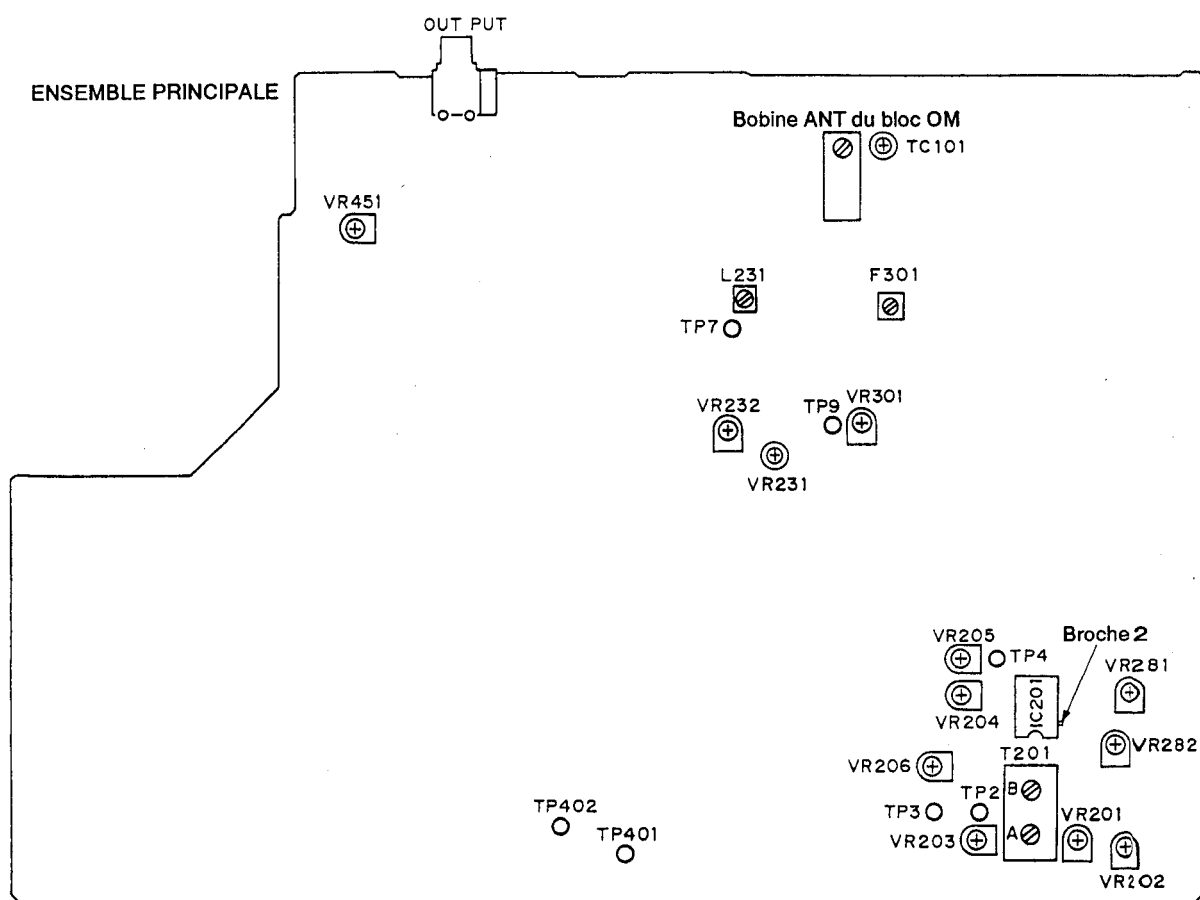 OUT PUT
ENSEMBLE PRINCIPALE
Bobine ANT du bloc OM
TC101
VR451
L231
F301
TP7
VR232
TP9
VR301
VR231
VR205
TP4
Broche 2
VR281
IC201
VR204
VR282
T201
VR206
B
TP2
TP3
TP402
VR201
A
VR203
TP401
VR202